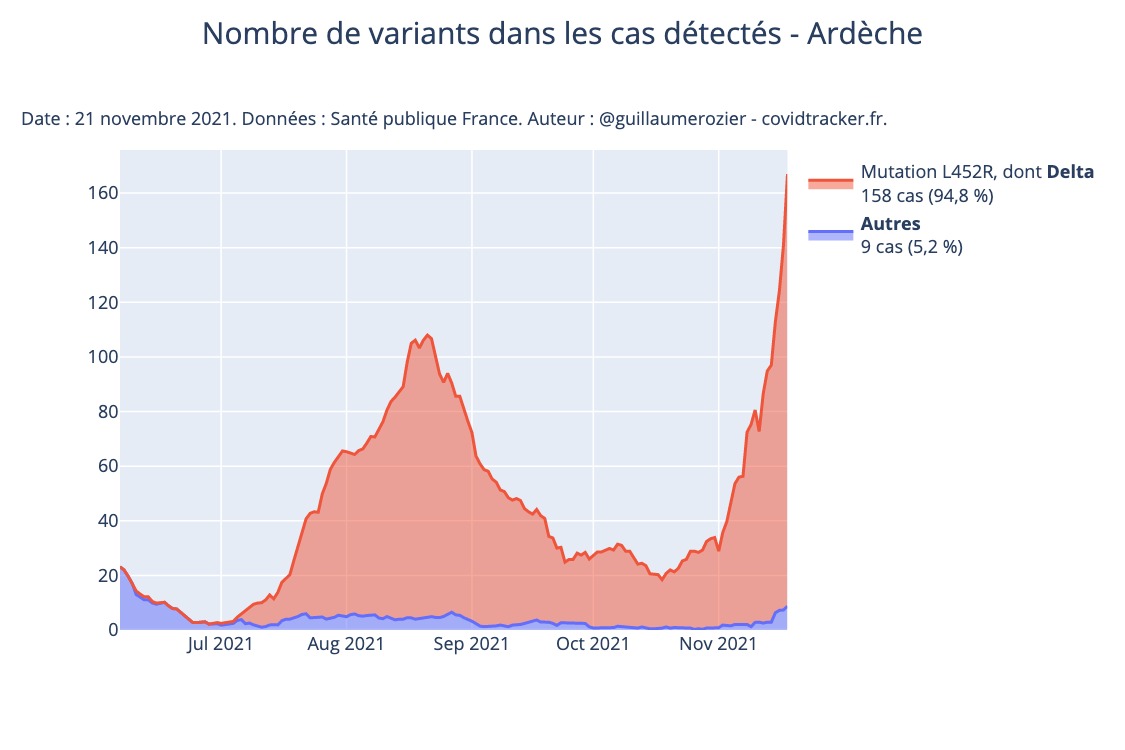 Nombre de variants dans les cas détectés - Ardèche
Date : 21 novembre 2021. Données : Santé publique France. Auteur : @guillaumerozier - covidtracker.fr.
Mutation L452R, dont Delta
158 cas (94,8 %)
Autres
9 cas (5,2 %)
160
140
120
100
80
60
40
20
0
Jul 2021
Aug 2021
Sep 2021
Oct 2021
Nov 2021